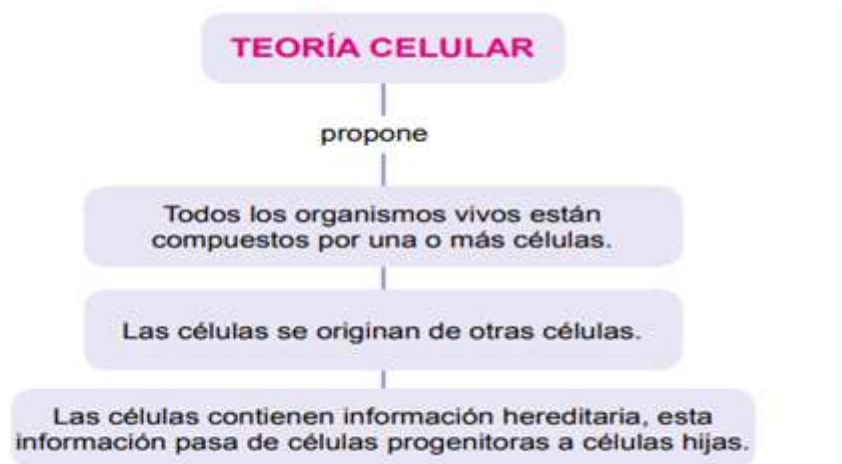 TEORÍA CELULAR
propone
Todos los organismos vivos están
compuestos por una o más células.
Las células se originan de otras células.
Las células contienen información hereditaria, esta
información pasa de células progenitoras a células hijas.